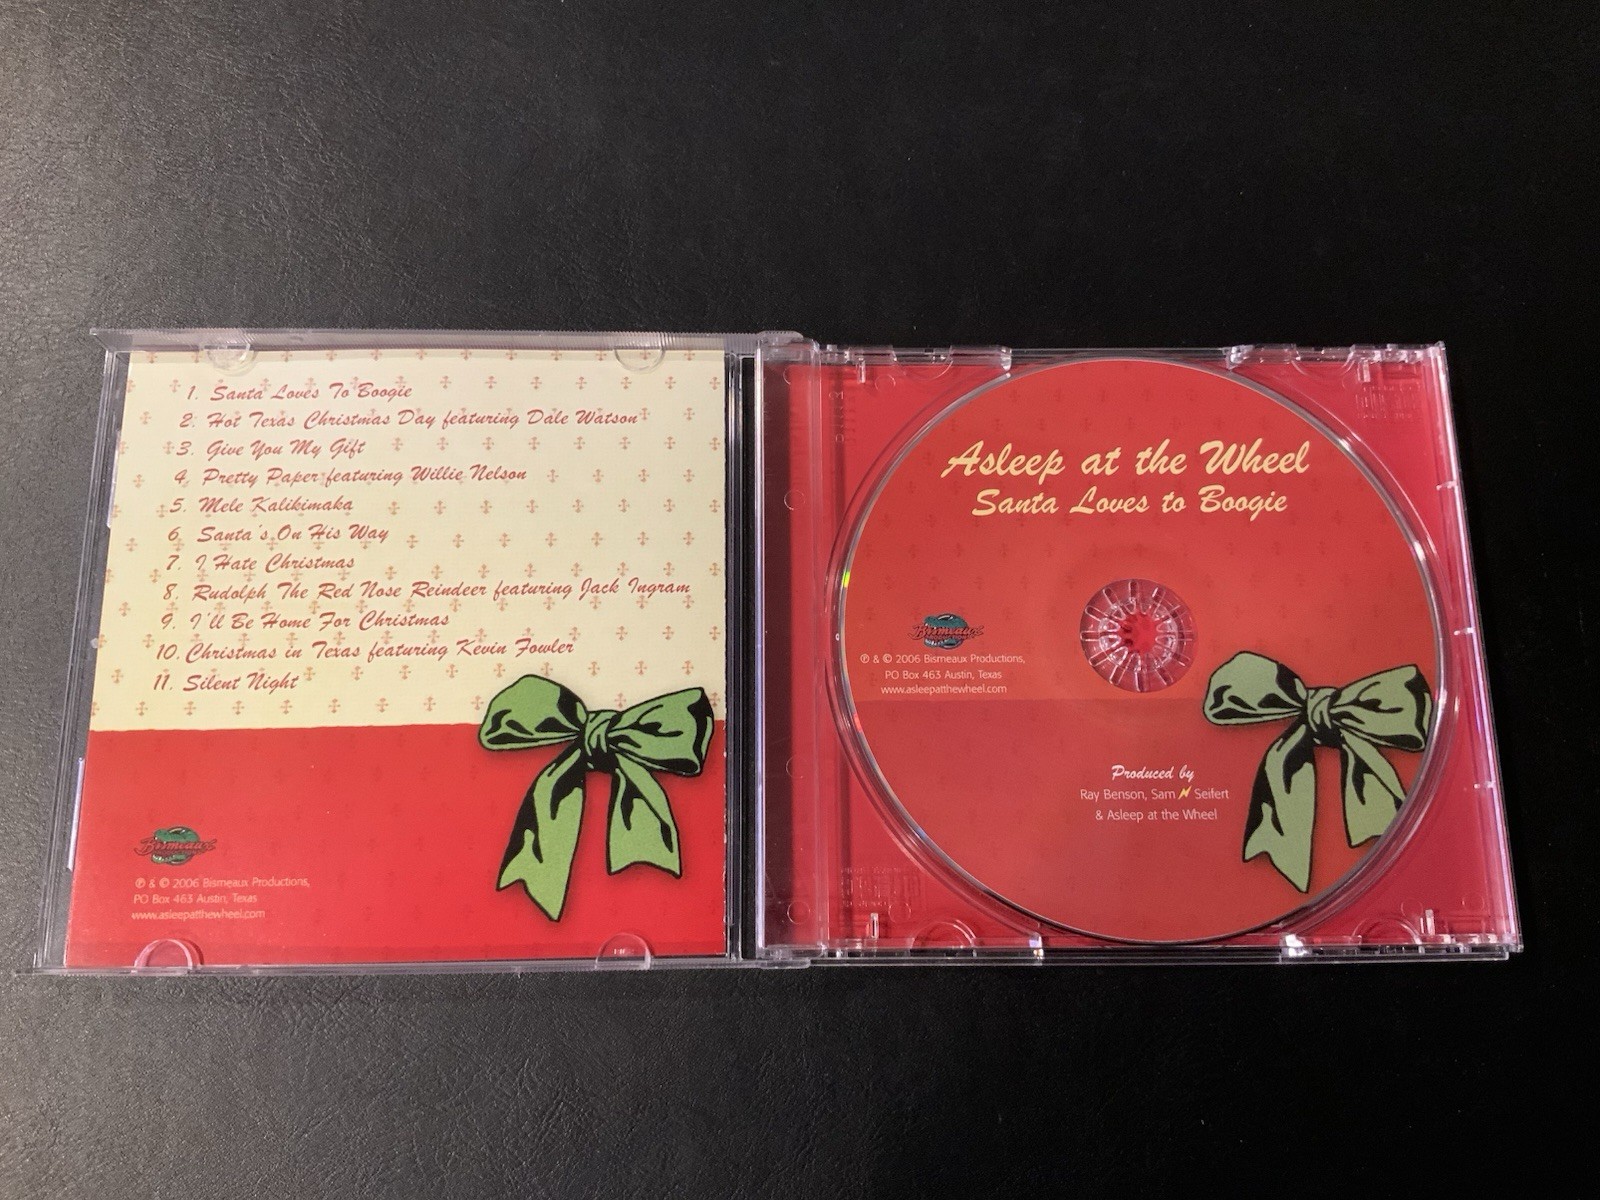 1. Santa Loves To Boogie
2. Hot Texas Christmas Day featuring Dale Watson
3. Give You My Gift
4. Pretty Paper featuring Willie Nelson
5. Mele Kalikimaka
6. Santa's On His Way
7. I Hate Christmas
8. Rudolph The Red Nose Reindeer featuring Jack Ingram
9. I'll Be Home For Christmas
10. Christmas in Texas featuring Kevin Fowler
11. Silent Night
Bismeaux
℗ & © 2006 Bismeaux Productions,
PO Box 463 Austin, Texas
www.asleepatthewheel.com
Asleep at the Wheel
Santa Loves to Boogie
Bismeaux
℗ & © 2006 Bismeaux Productions,
PO Box 463 Austin, Texas
www.asleepatthewheel.com
Produced by
Ray Benson, Sam Seifert
& Asleep at the Wheel